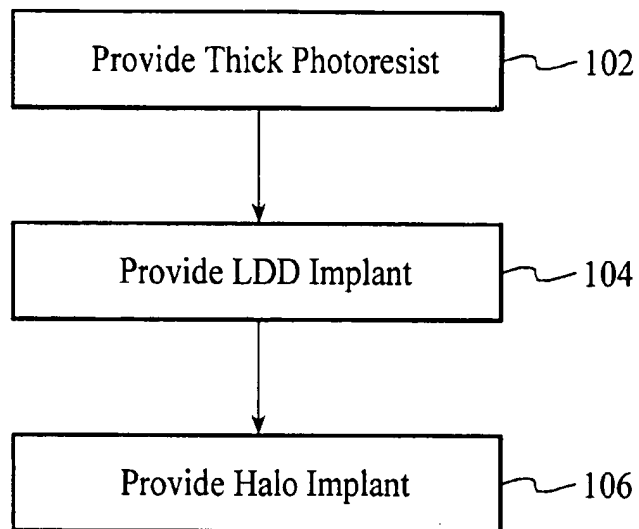 Provide Thick Photoresist 102
Provide LDD Implant 104
Provide Halo Implant 106